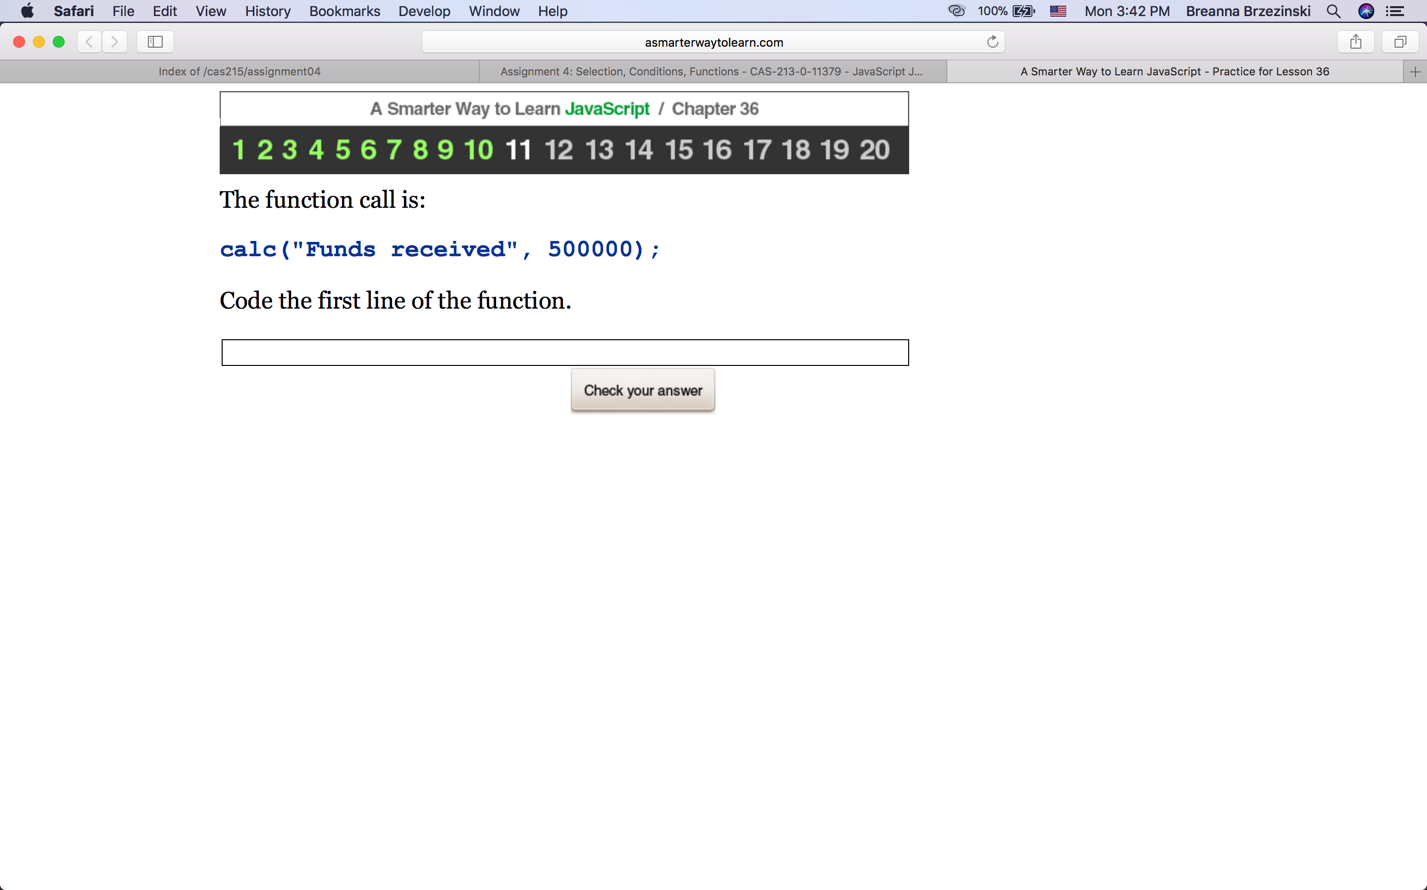 Safari File Edit View History Bookmarks Develop Window Help 100% Mon 3:42 PM Breanna Brzezinski
asmarterwaytolearn.com
Index of /cas215/assignment04 Assignment 4: Selection, Conditions, Functions - CAS-213-0-11379 - JavaScript J... A Smarter Way to Learn JavaScript - Practice for Lesson 36
A Smarter Way to Learn JavaScript / Chapter 36
1 2 3 4 5 6 7 8 9 10 11 12 13 14 15 16 17 18 19 20
The function call is:
calc("Funds received", 500000);
Code the first line of the function.
Check your answer